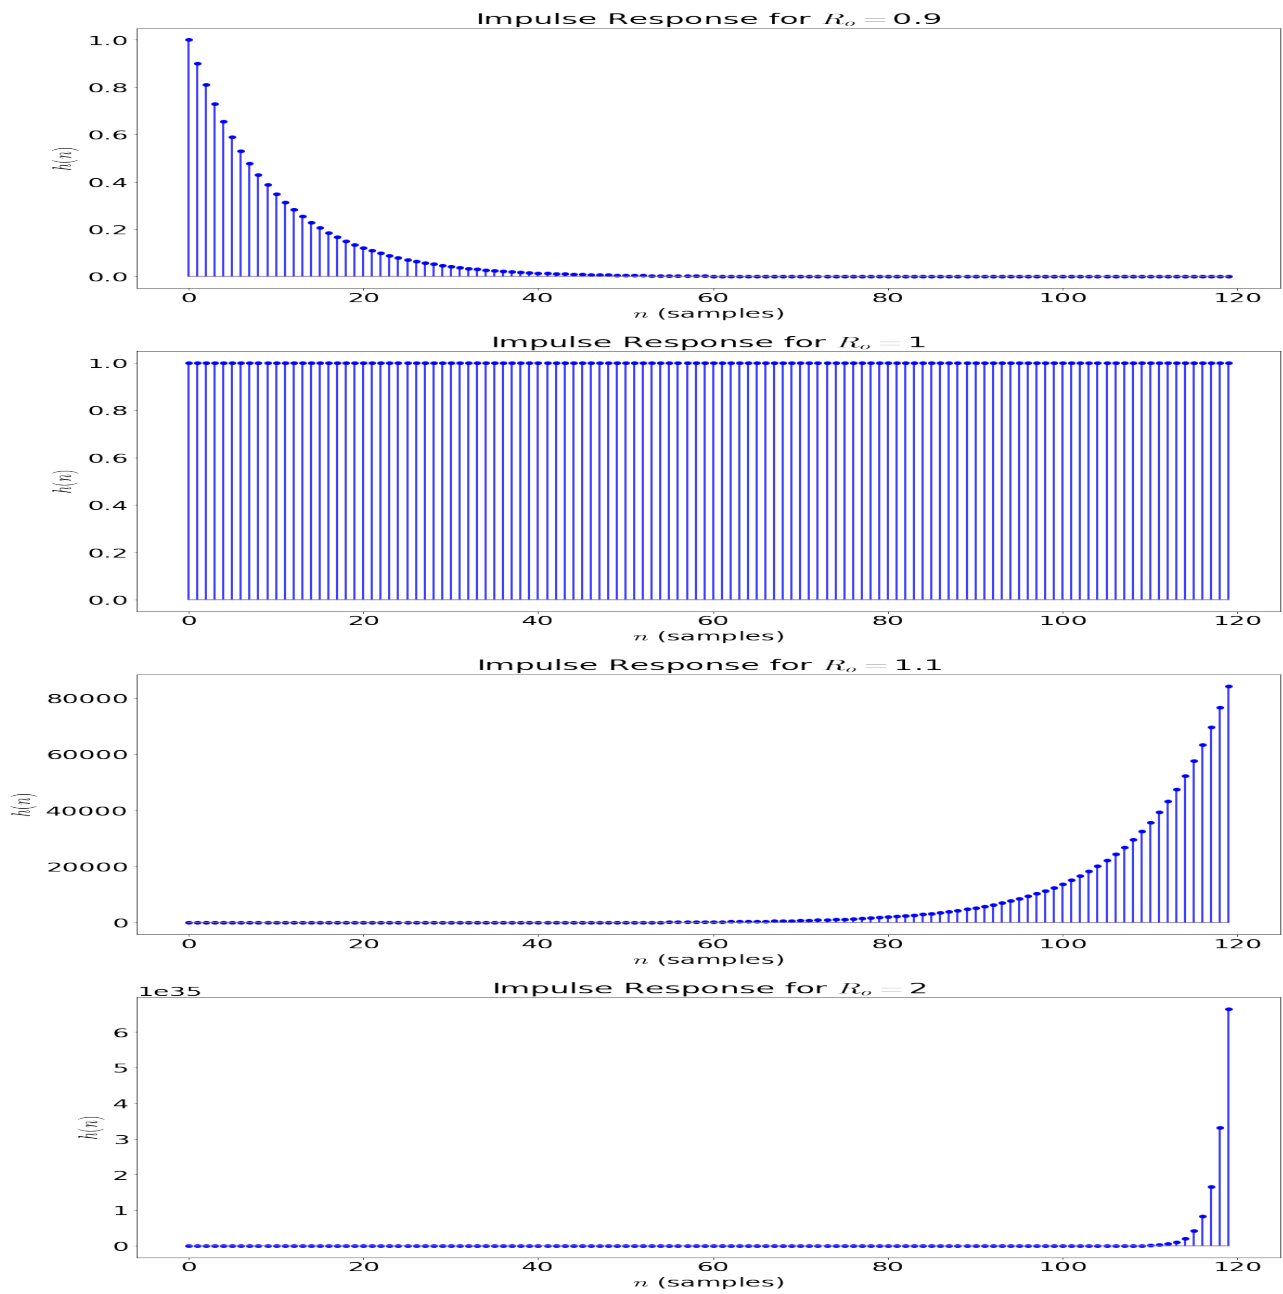 Impulse Response for Rₒ = 0.9
1.0
0.8
0.6
0.4
0.2
0.0
h(n)
0 20 40 60 80 100 120
n (samples)
Impulse Response for Rₒ = 1
1.0
0.8
0.6
0.4
0.2
0.0
h(n)
0 20 40 60 80 100 120
n (samples)
Impulse Response for Rₒ = 1.1
80000
60000
40000
20000
0
h(n)
0 20 40 60 80 100 120
n (samples)
1e35 Impulse Response for Rₒ = 2
6
5
4
3
2
1
0
h(n)
0 20 40 60 80 100 120
n (samples)